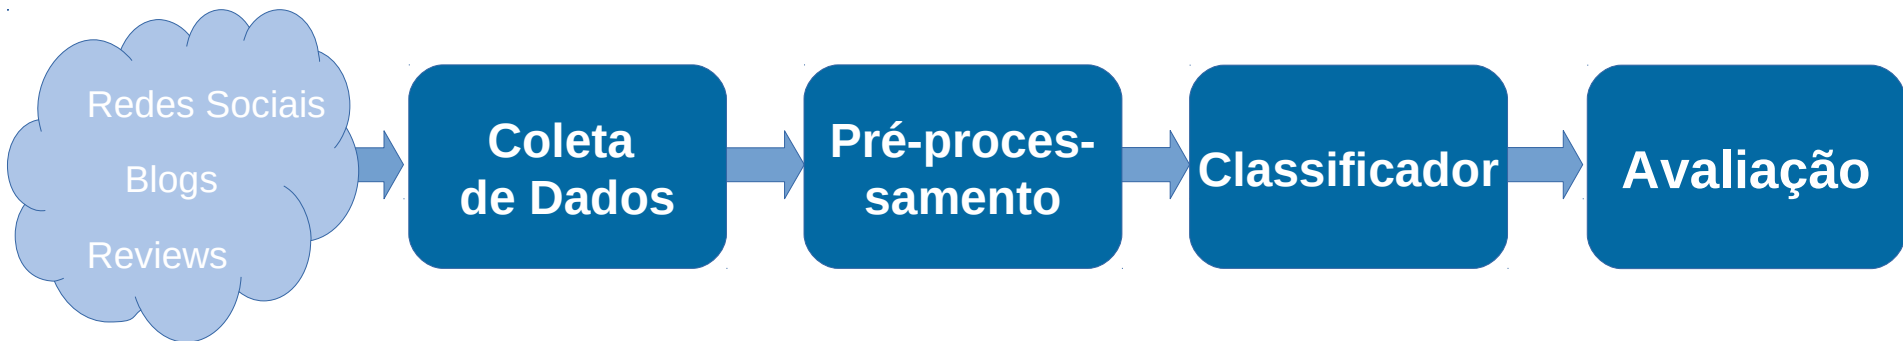 Redes Sociais
Blogs
Reviews
Coleta
de Dados
Pré-proces-
samento
Classificador
Avaliação